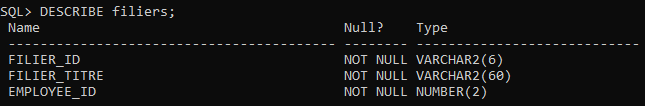 SQL> DESCRIBE filiers;
Name Null? Type
----------------------------------------- -------- ----------------------------
FILIER_ID NOT NULL VARCHAR2(6)
FILIER_TITRE NOT NULL VARCHAR2(60)
EMPLOYEE_ID NOT NULL NUMBER(2)